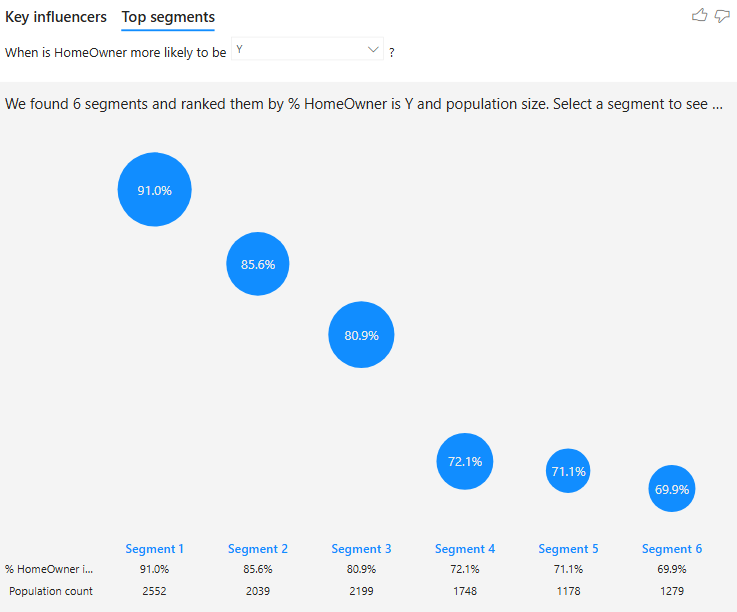 Key influencers Top segments
When is HomeOwner more likely to be Y ?
We found 6 segments and ranked them by % HomeOwner is Y and population size. Select a segment to see ...
91.0%
85.6%
80.9%
72.1%
71.1%
69.9%
Segment 1 Segment 2 Segment 3 Segment 4 Segment 5 Segment 6
% HomeOwner i... 91.0% 85.6% 80.9% 72.1% 71.1% 69.9%
Population count 2552 2039 2199 1748 1178 1279